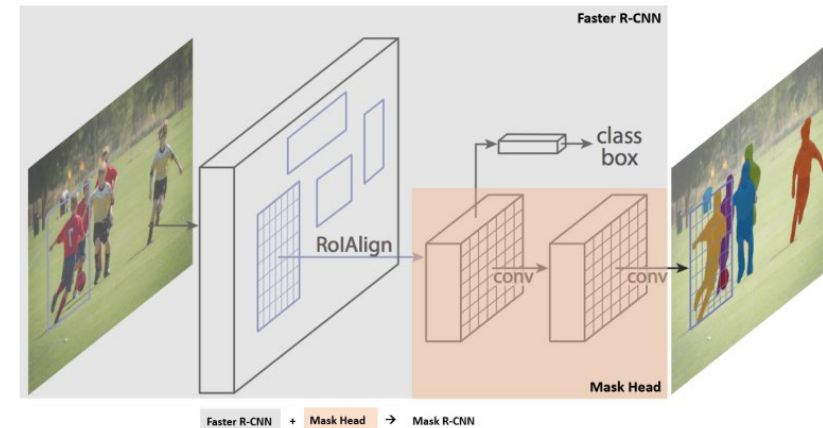 Faster R-CNN
class
box
RoIAlign
conv
conv
Mask Head
Faster R-CNN + Mask Head → Mask R-CNN